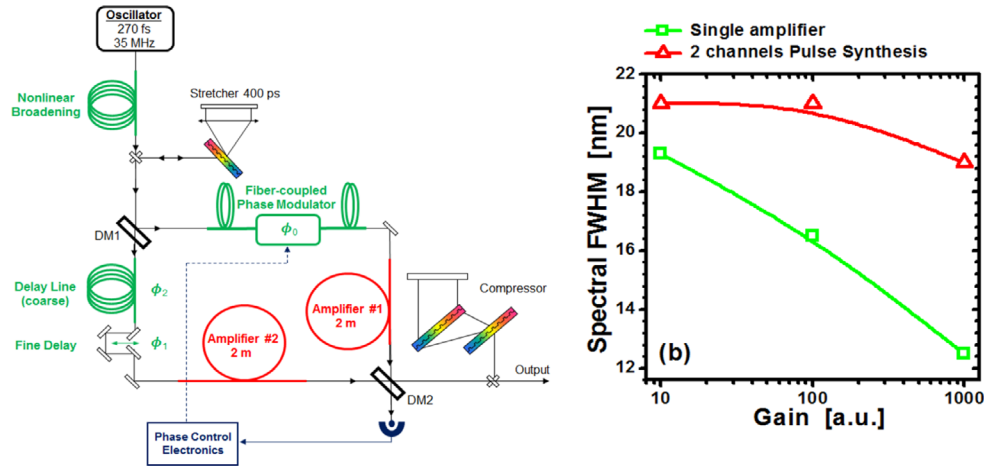 Oscillator
270 fs
35 MHz
Nonlinear
Broadening
Stretcher 400 ps
Fiber-coupled
Phase Modulator
ϕ0
DM1
Delay Line
(coarse)
ϕ2
Fine Delay
ϕ1
Amplifier #1
2 m
Amplifier #2
2 m
Compressor
Output
DM2
Phase Control
Electronics
Single amplifier
2 channels Pulse Synthesis
Spectral FWHM [nm]
22
20
18
16
14
12
(b)
10
100
1000
Gain [a.u.]